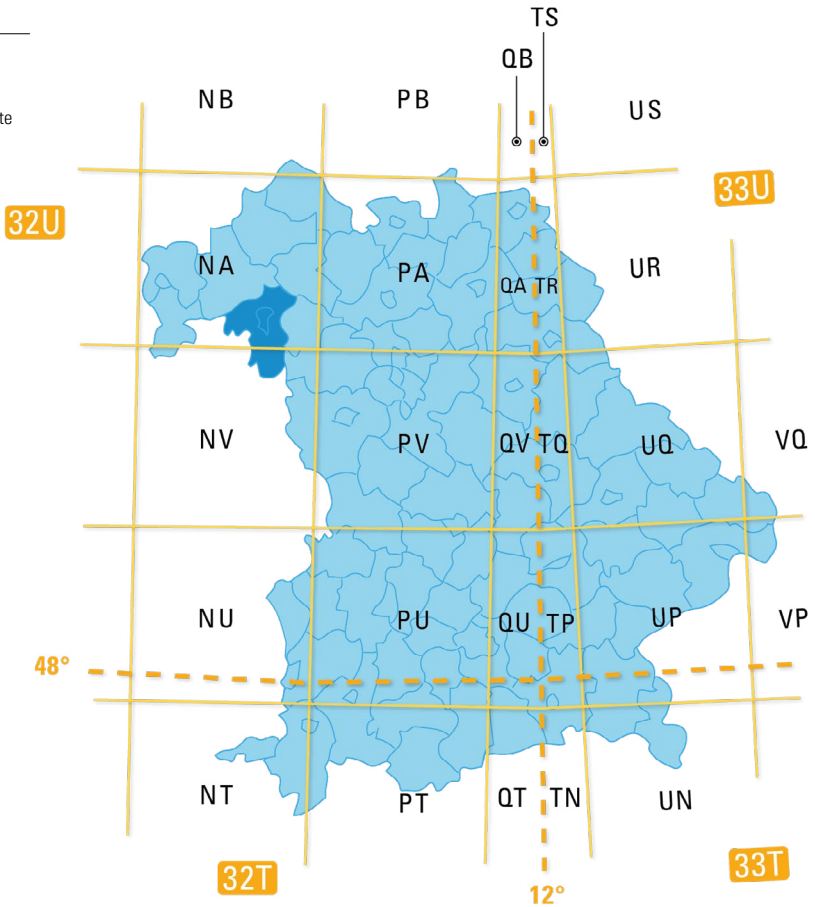 TS
QB
NB PB US
te
32U 33U
NA PA QA TR UR
NV PV QV TQ UQ VQ
NU PU QU TP UP VP
48°
NT PT QT TN UN
32T 33T
12°